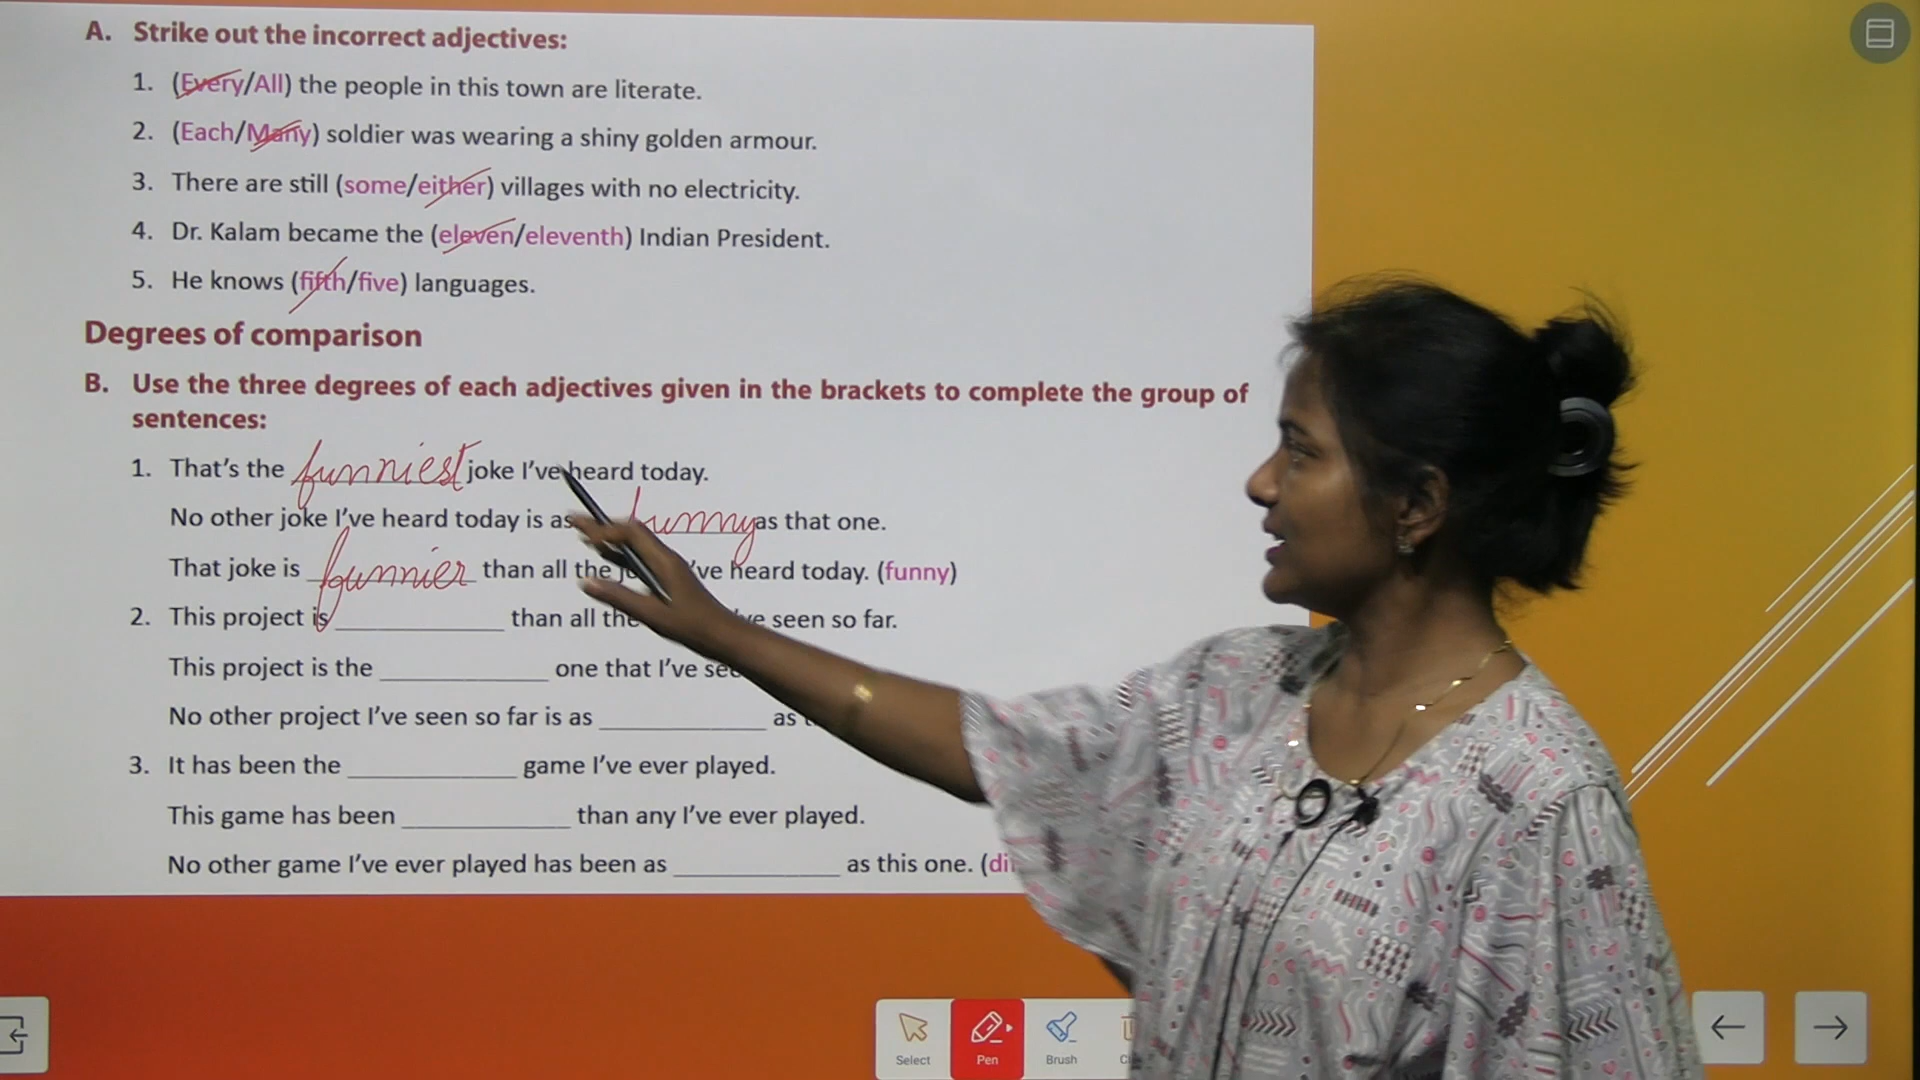 A. Strike out the incorrect adjectives:
1. (Every/All) the people in this town are literate.
2. (Each/Many) soldier was wearing a shiny golden armour.
3. There are still (some/either) villages with no electricity.
4. Dr. Kalam became the (eleven/eleventh) Indian President.
5. He knows (fifth/five) languages.
Degrees of comparison
B. Use the three degrees of each adjectives given in the brackets to complete the group of
sentences:
1. That's the funniest joke I've heard today.
No other joke I've heard today is as funny as that one.
That joke is funnier than all the 've heard today. (funny)
2. This project is ____________ than all the seen so far.
This project is the ____________ one that I've
No other project I've seen so far is as ____________ as
3. It has been the ____________ game I've ever played.
This game has been ____________ than any I've ever played.
No other game I've ever played has been as ____________ as this one. (
Select Pen Brush